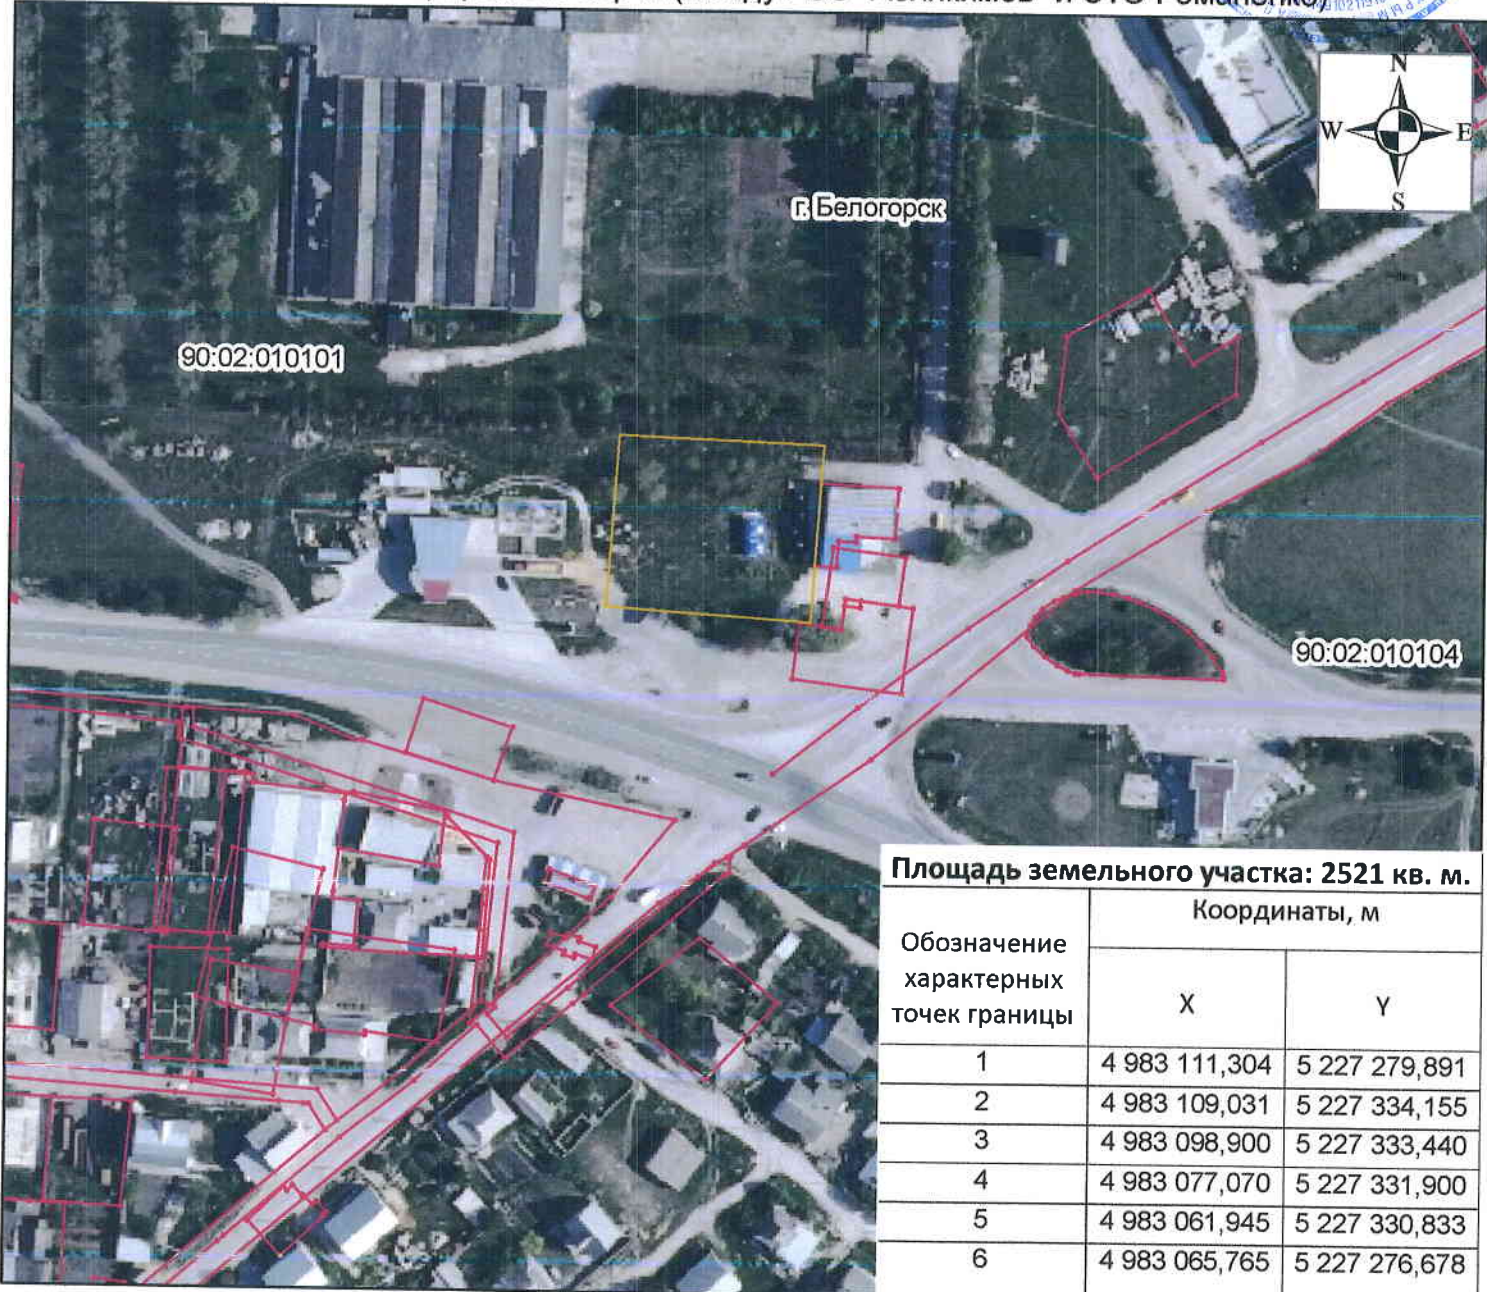 N
W E
S
г. Белогорск
90:02:010101
90:02:010104
Площадь земельного участка: 2521 кв. м.
Обозначение характерных точек границы
Координаты, м
X Y
1 4 983 111,304 5 227 279,891
2 4 983 109,031 5 227 334,155
3 4 983 098,900 5 227 333,440
4 4 983 077,070 5 227 331,900
5 4 983 061,945 5 227 330,833
6 4 983 065,765 5 227 276,678